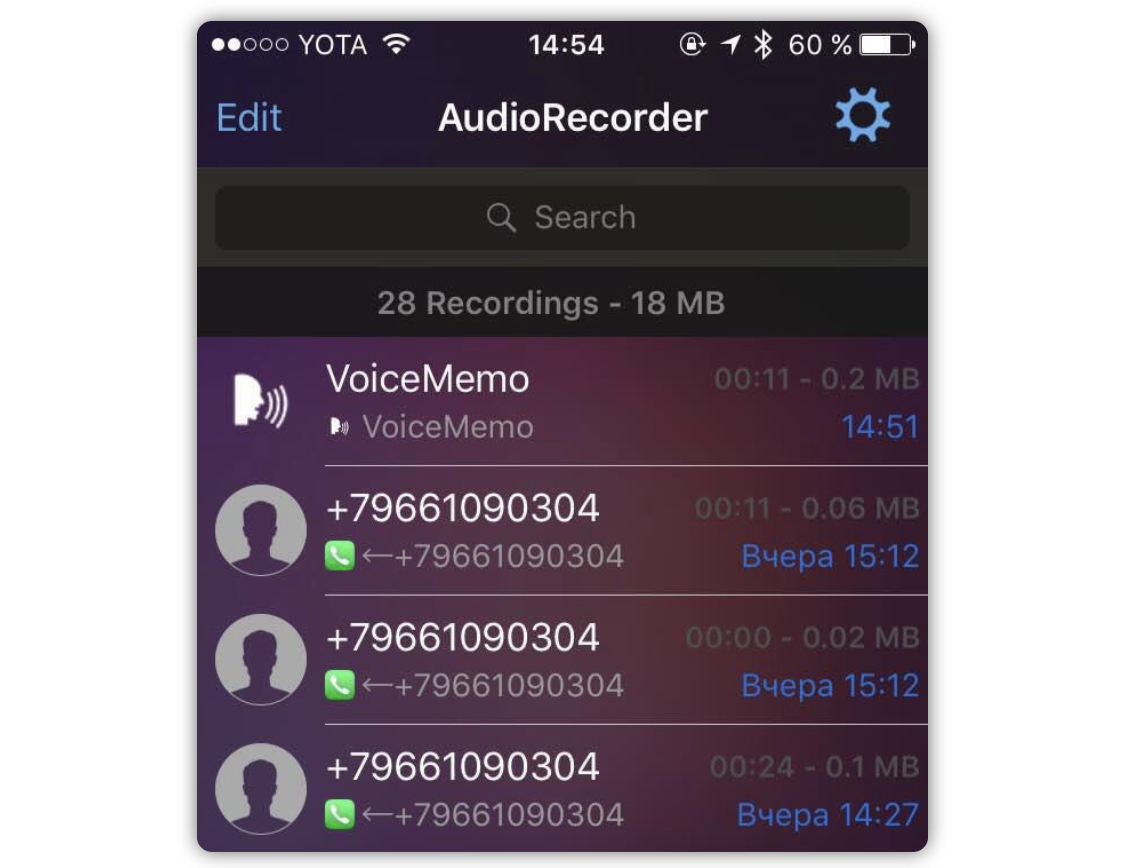 YOTA 14:54 60 %
Edit AudioRecorder
Search
28 Recordings - 18 MB
VoiceMemo 00:11 - 0.2 MB
VoiceMemo 14:51
+79661090304 00:11 - 0.06 MB
←+79661090304 Вчера 15:12
+79661090304 00:00 - 0.02 MB
←+79661090304 Вчера 15:12
+79661090304 00:24 - 0.1 MB
←+79661090304 Вчера 14:27